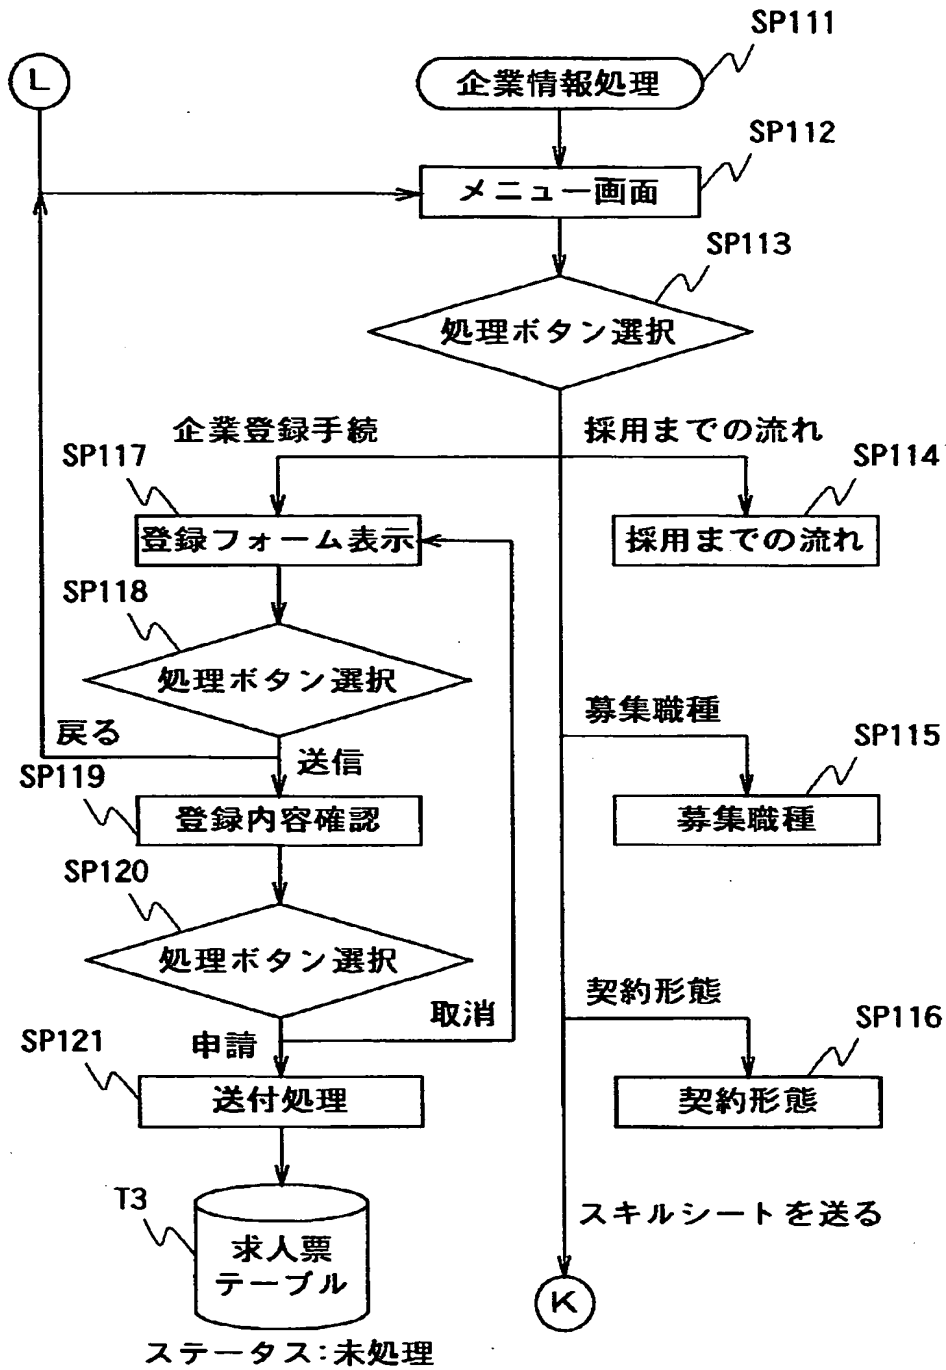 SP111
L
企業情報処理
SP112
メニュー画面
SP113
処理ボタン選択
企業登録手続
採用までの流れ
SP117
SP114
登録フォーム表示
採用までの流れ
SP118
処理ボタン選択
募集職種
戻る
送信
SP115
SP119
登録内容確認
募集職種
SP120
処理ボタン選択
契約形態
取消
SP116
申請
SP121
送付処理
契約形態
T3
スキルシートを送る
求人票
テーブル
K
ステータス:未処理